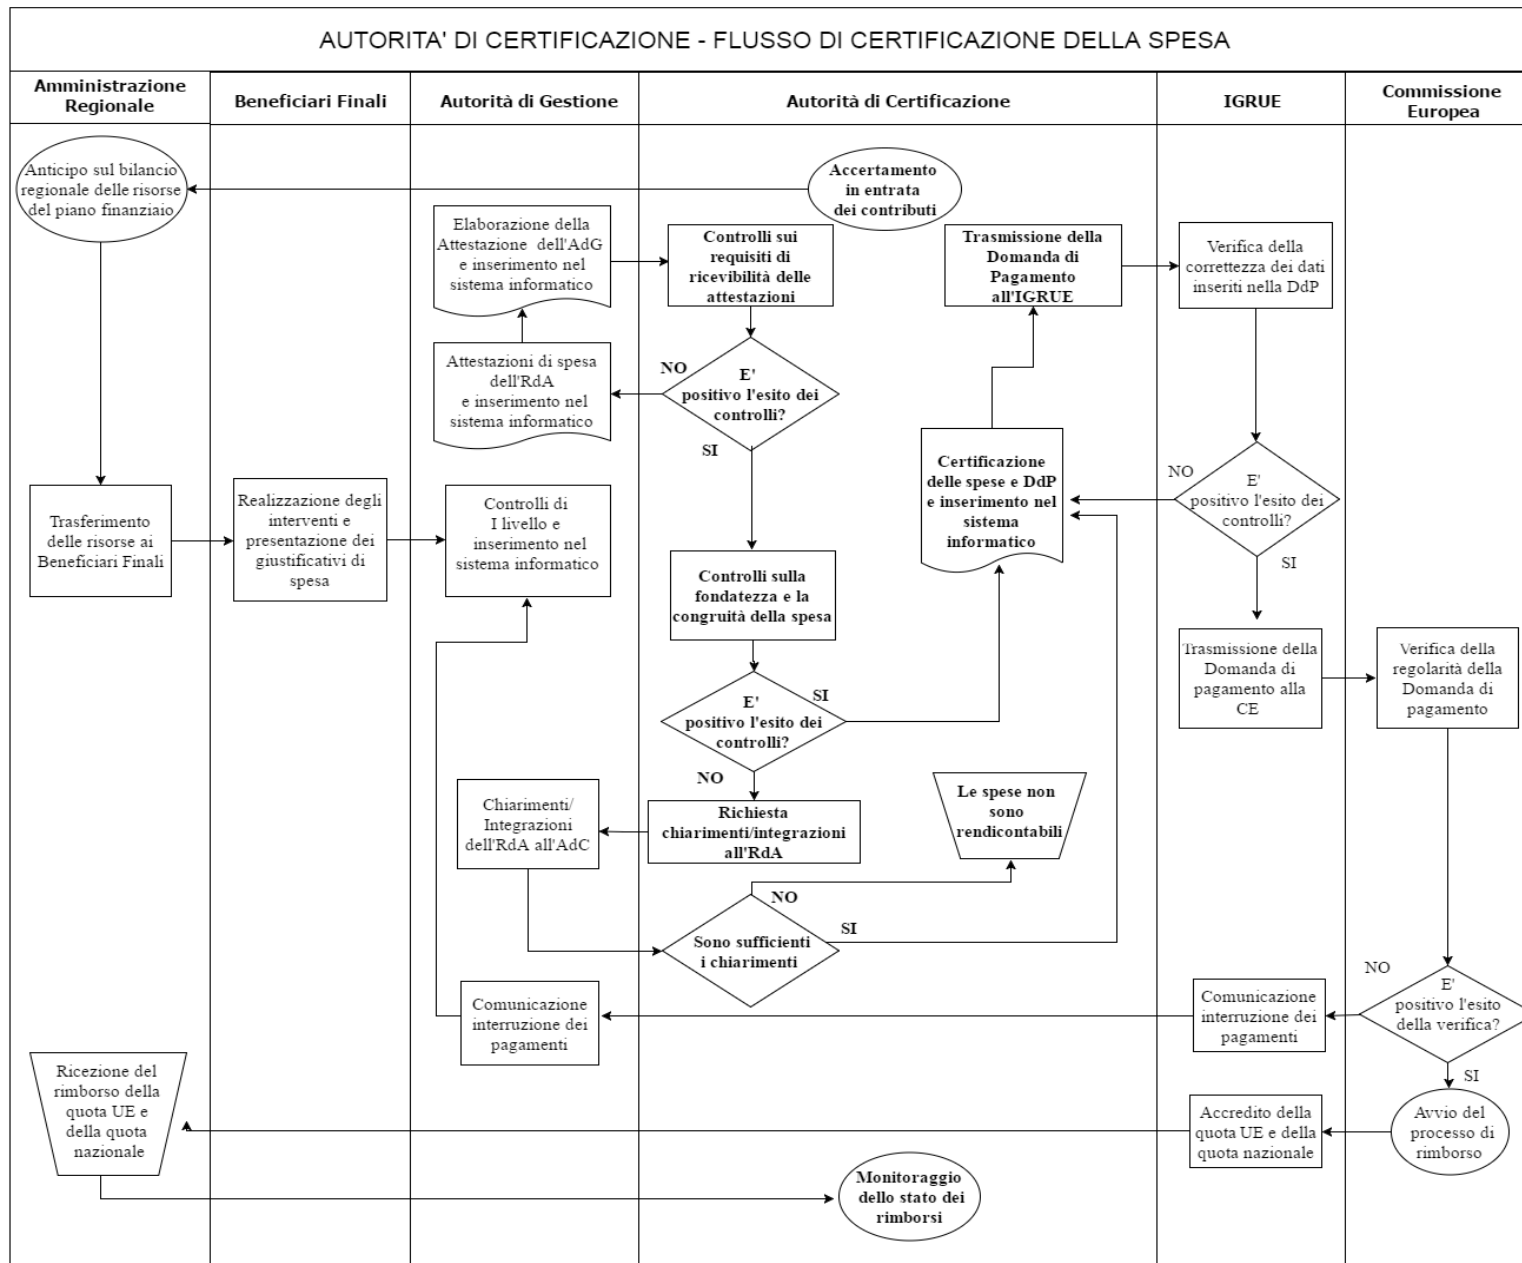 AUTORITA' DI CERTIFICAZIONE - FLUSSO DI CERTIFICAZIONE DELLA SPESA
Amministrazione
Regionale
Beneficiari Finali
Autorità di Gestione
Autorità di Certificazione
IGRUE
Commissione
Europea
Anticipo sul bilancio
regionale delle risorse
del piano finanziaio
Accertamento
in entrata
dei contributi
Elaborazione della
Attestazione dell'AdG
e inserimento nel
sistema informatico
Controlli sui
requisiti di
ricevibilità delle
attestazioni
Trasmissione della
Domanda di
Pagamento
all'IGRUE
Verifica della
correttezza dei dati
inseriti nella DdP
Attestazioni di spesa
dell'RdA
e inserimento nel
sistema informatico
NO
E'
positivo l'esito dei
controlli?
SI
Certificazione
delle spese e DdP
e inserimento nel
sistema
informatico
NO
E'
positivo l'esito dei
controlli?
SI
Trasferimento
delle risorse ai
Beneficiari Finali
Realizzazione degli
interventi e
presentazione dei
giustificativi di
spesa
Controlli di
I livello e
inserimento nel
sistema informatico
Controlli sulla
fondatezza e la
congruità della spesa
Trasmissione della
Domanda di
pagamento alla
CE
Verifica della
regolarità della
Domanda di
pagamento
E'
positivo l'esito dei
controlli?
SI
NO
Chiarimenti/
Integrazioni
dell'RdA all'AdC
Richiesta
chiarimenti/integrazioni
all'RdA
Le spese non
sono
rendicontabili
NO
Sono sufficienti
i chiarimenti
SI
Comunicazione
interruzione dei
pagamenti
Comunicazione
interruzione dei
pagamenti
NO
E'
positivo l'esito
della verifica?
SI
Ricezione del
rimborso della
quota UE e
della quota
nazionale
Accredito della
quota UE e della
quota nazionale
Avvio del
processo di
rimborso
Monitoraggio
dello stato dei
rimborsi